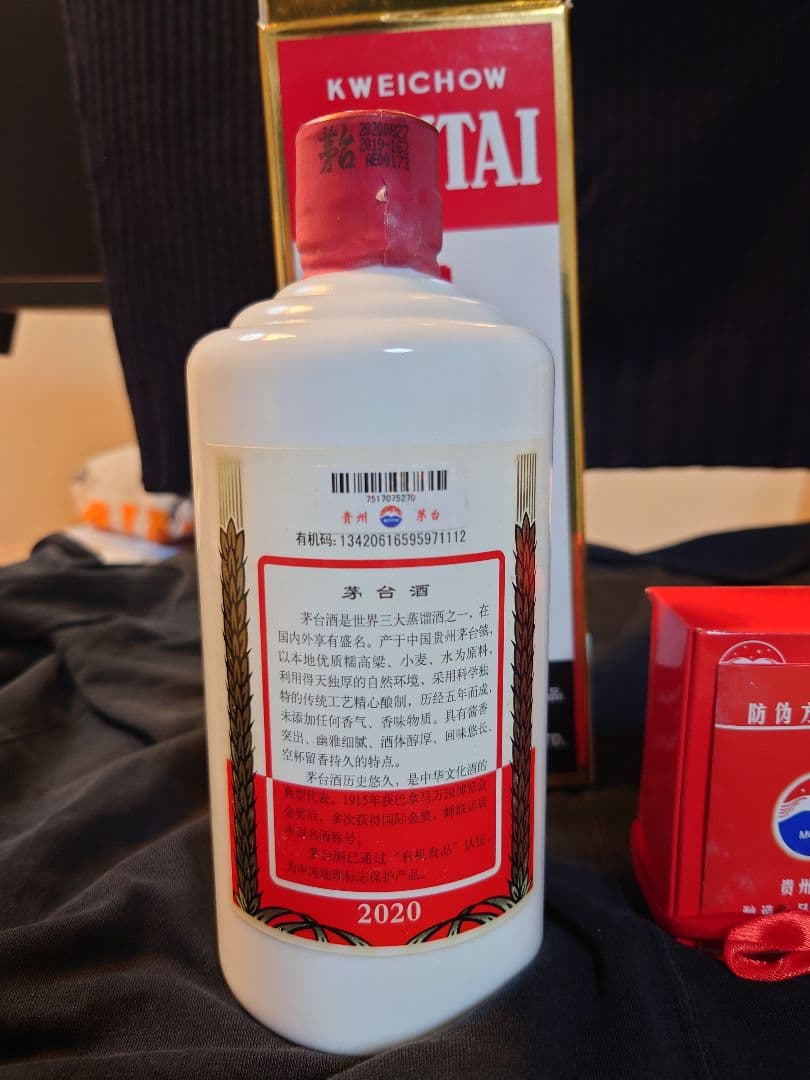 KWEICHOW
TAI
茅台
20200827
2019-163
AE00173
7517075270
贵州 茅台
有机码: 13420616595971112
茅台酒
茅台酒是世界三大蒸馏酒之一，在
国内外享有盛名。产于中国贵州茅台镇，
以本地优质糯高粱、小麦、水为原料，
利用得天独厚的自然环境，采用科学独
特的传统工艺精心酿制，历经五年而成，
未添加任何香气、香味物质。具有酱香
突出、幽雅细腻、酒体醇厚、回味悠长、
空杯留香持久的特点。
茅台酒历史悠久，是中华文化酒的
典型代表。1915年获巴拿马万国博览会
金奖后，多次获得国际金奖，蝉联历届
中国名酒称号。
茅台酒已通过“有机食品”认证，
为中国地理标志保护产品。
2020
防伪方
贵州